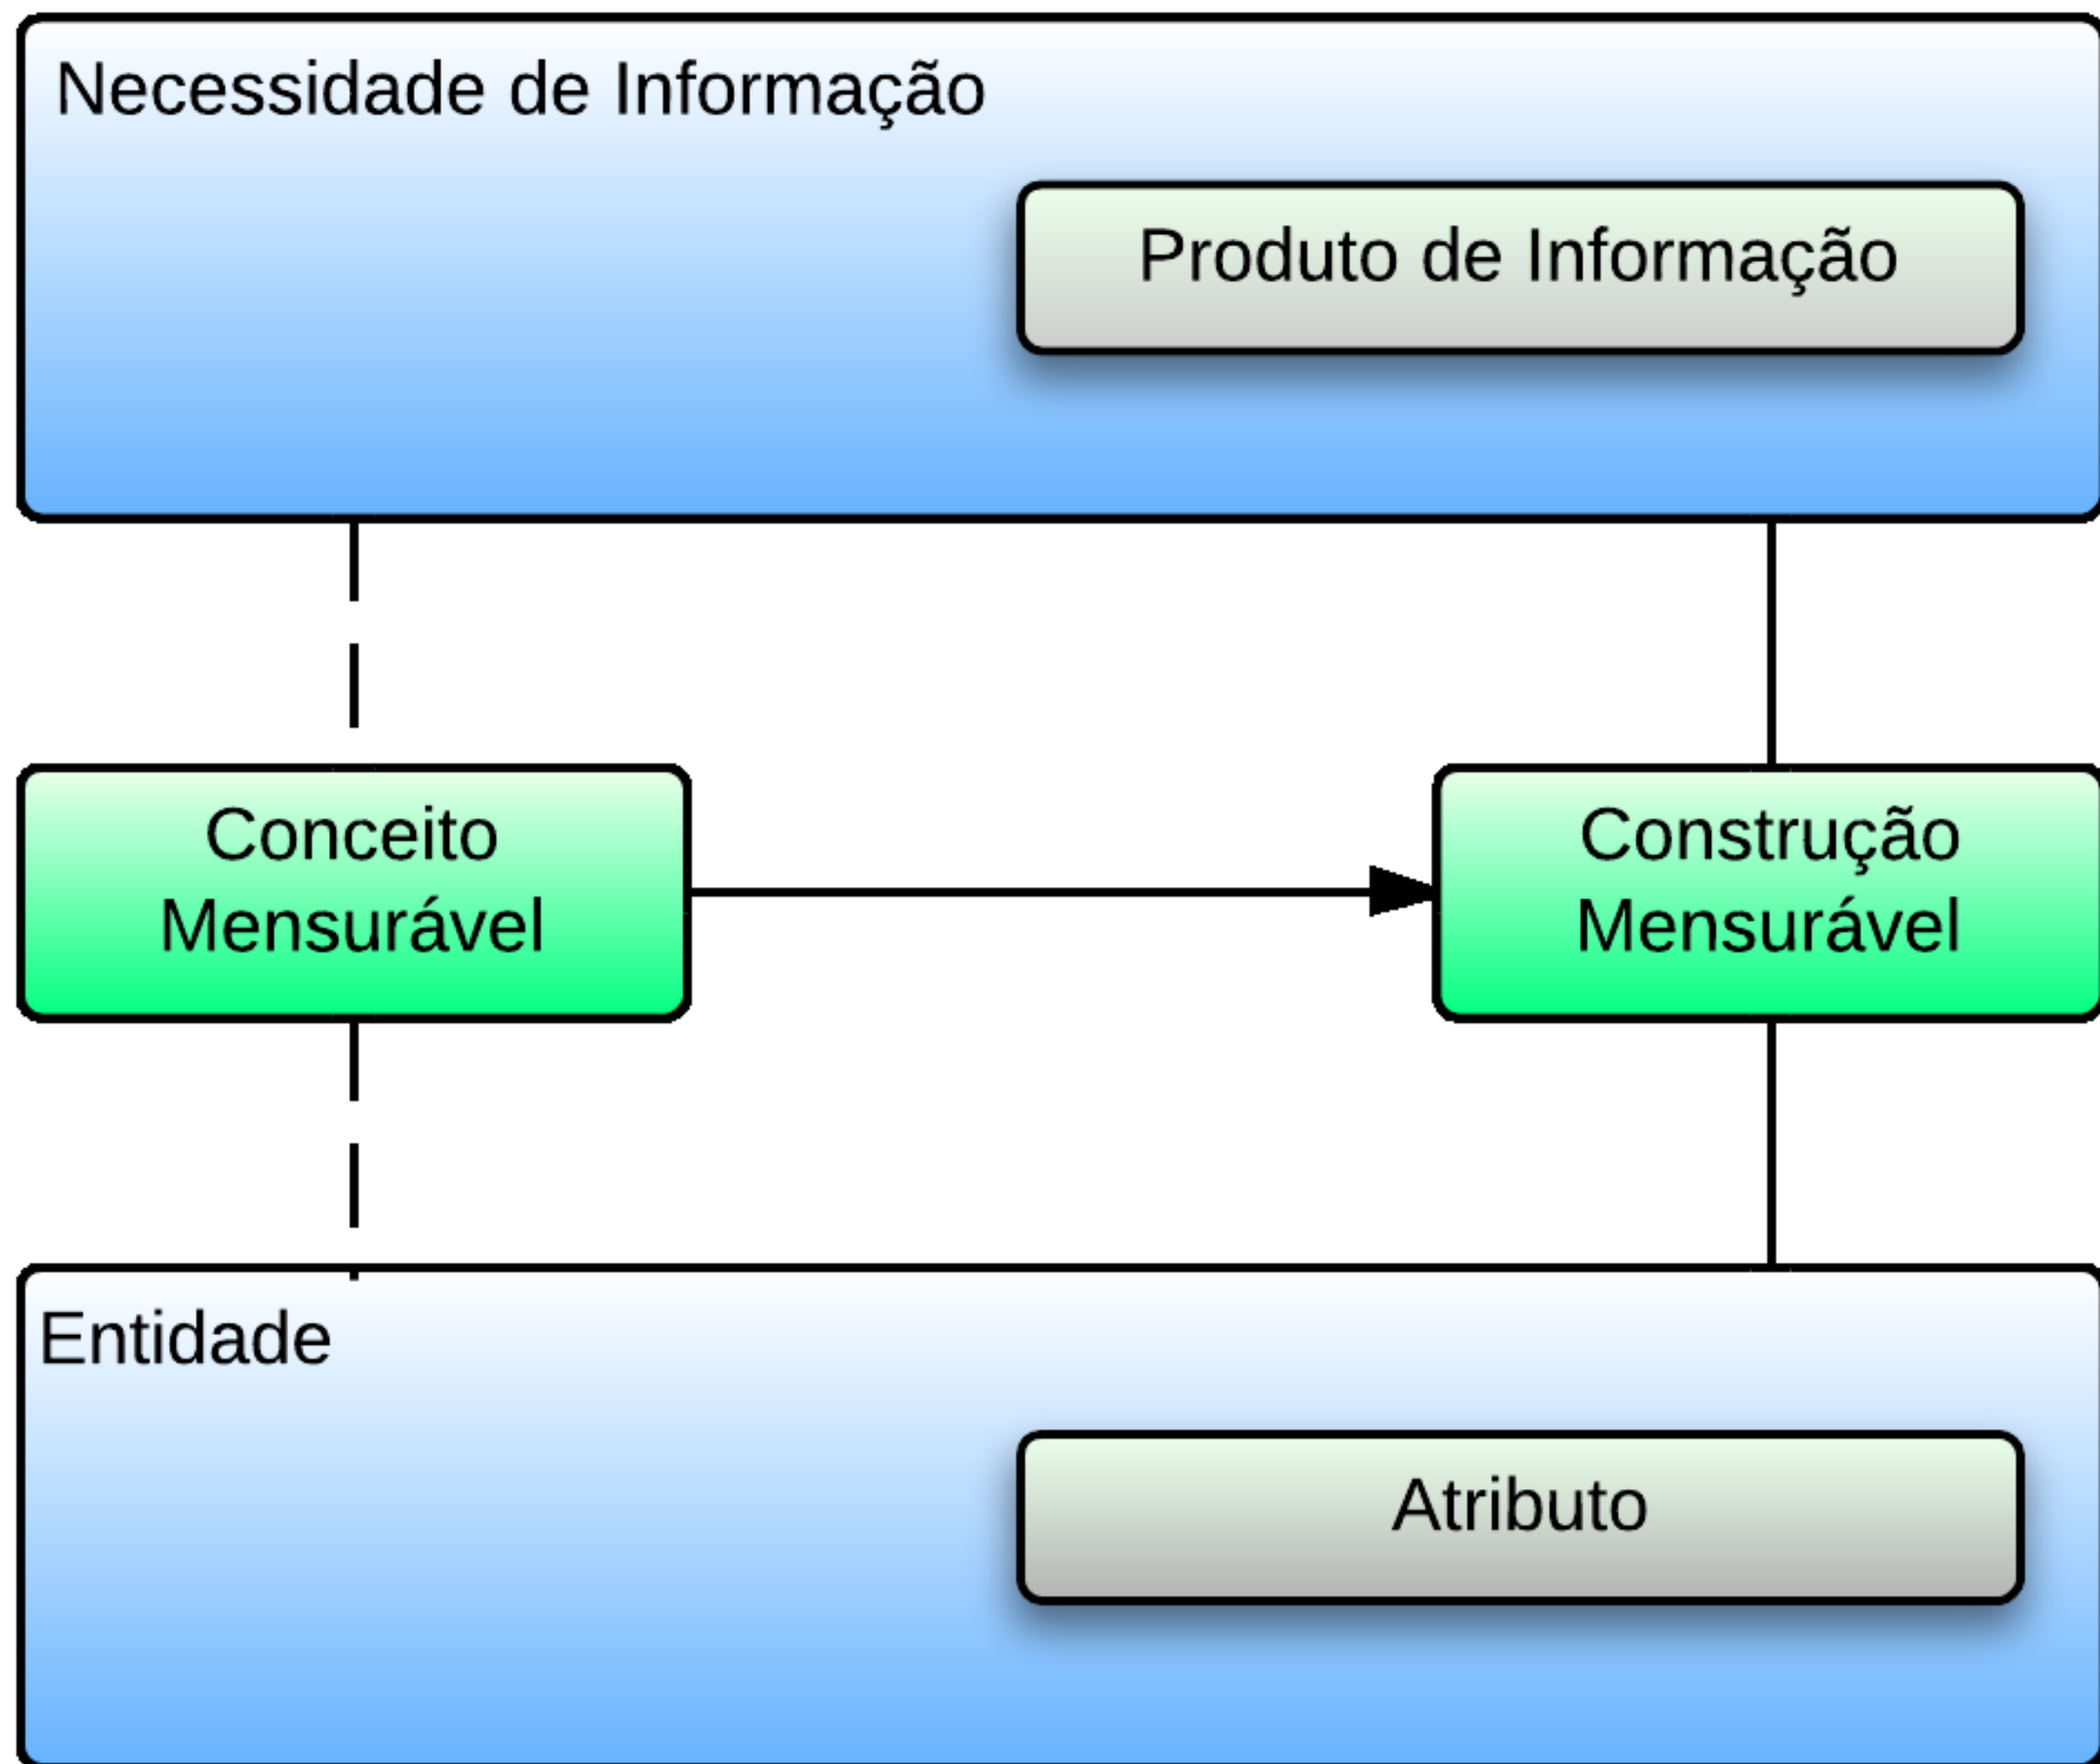 Necessidade de Informação
Produto de Informação
Conceito
Mensurável
Construção
Mensurável
Entidade
Atributo